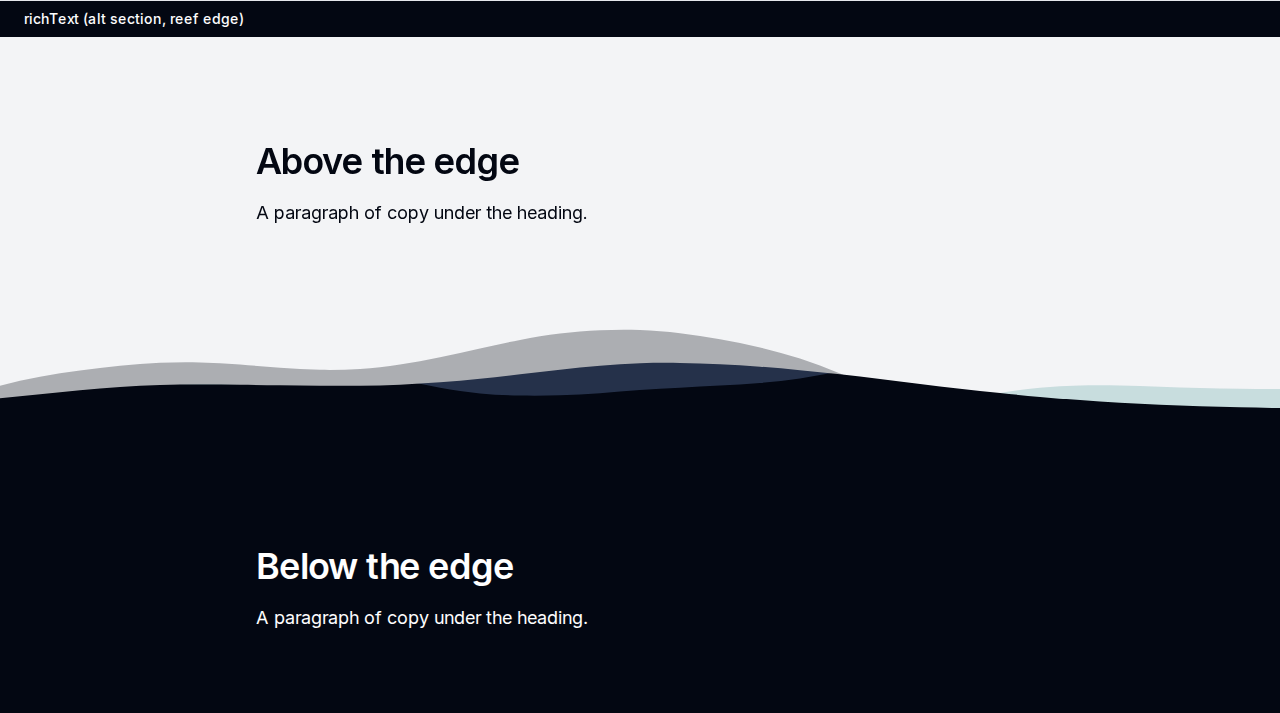 richText (alt section, reef edge)
Above the edge
A paragraph of copy under the heading.
Below the edge
A paragraph of copy under the heading.